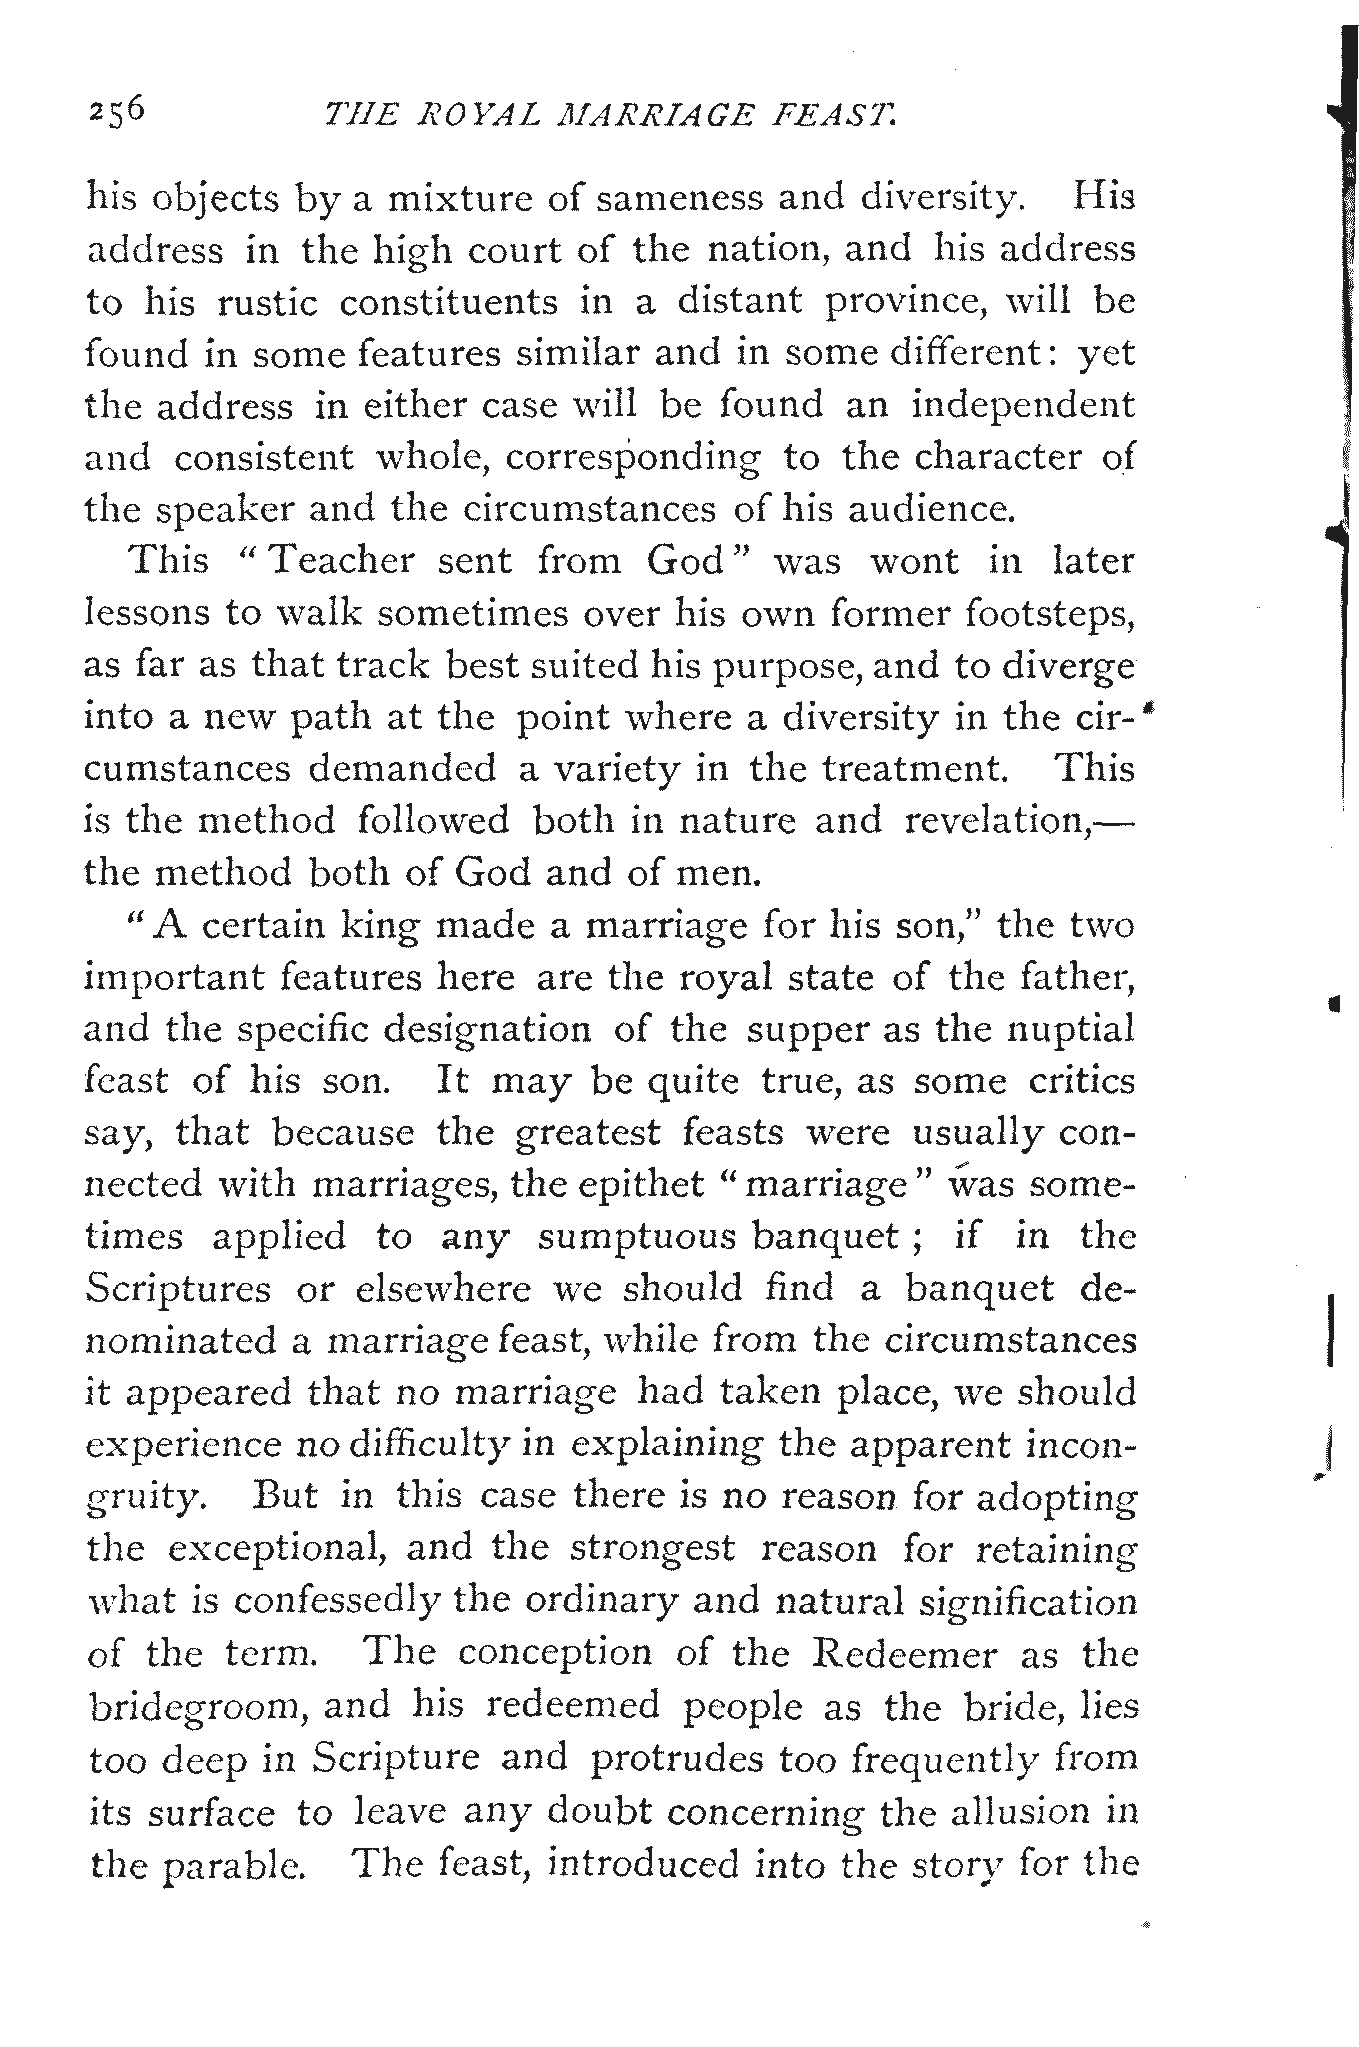 256 THE ROYAL MARRIAGE FEAST.
his objects by a mixture of sameness and diversity. His
address in the high court of the nation, and his address
to his rustic constituents in a distant province, will be
found in some features similar and in some different: yet
the address in either case will be found an independent
and consistent whole, corresponding to the character of
the speaker and the circumstances of his audience.
This “Teacher sent from God” was wont in later
lessons to walk sometimes over his own former footsteps,
as far as that track best suited his purpose, and to diverge
into a new path at the point where a diversity in the cir-
cumstances demanded a variety in the treatment. This
is the method followed both in nature and revelation,—
the method both of God and of men.
“A certain king made a marriage for his son,” the two
important features here are the royal state of the father,
and the specific designation of the supper as the nuptial
feast of his son. It may be quite true, as some critics
say, that because the greatest feasts were usually con-
nected with marriages, the epithet “marriage” was some-
times applied to any sumptuous banquet; if in the
Scriptures or elsewhere we should find a banquet de-
nominated a marriage feast, while from the circumstances
it appeared that no marriage had taken place, we should
experience no difficulty in explaining the apparent incon-
gruity. But in this case there is no reason for adopting
the exceptional, and the strongest reason for retaining
what is confessedly the ordinary and natural signification
of the term. The conception of the Redeemer as the
bridegroom, and his redeemed people as the bride, lies
too deep in Scripture and protrudes too frequently from
its surface to leave any doubt concerning the allusion in
the parable. The feast, introduced into the story for the